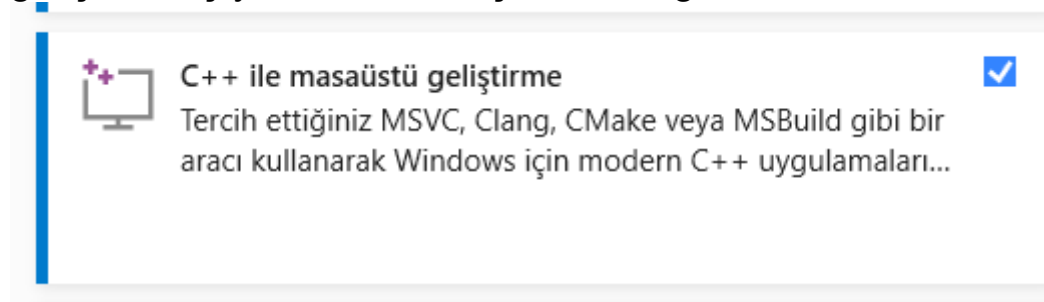 C++ ile masaüstü geliştirme
Tercih ettiğiniz MSVC, Clang, CMake veya MSBuild gibi bir
aracı kullanarak Windows için modern C++ uygulamaları...